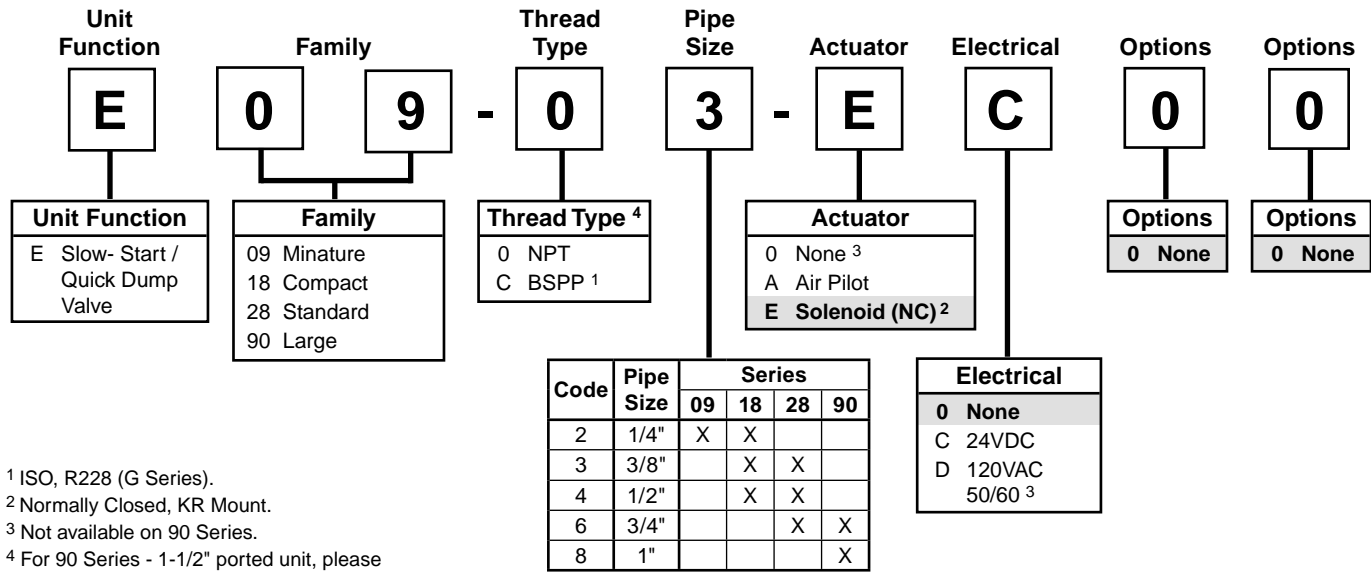 Unit Function
Family
Thread Type
Pipe Size
Actuator
Electrical
Options
Options
E 0 9 - 0 3 - E C 0 0
Unit Function
E Slow- Start /
Quick Dump
Valve
Family
09 Minature
18 Compact
28 Standard
90 Large
Thread Type 4
0 NPT
C BSPP 1
Actuator
0 None 3
A Air Pilot
E Solenoid (NC) 2
Options
0 None
Options
0 None
Code Pipe Size Series
09 18 28 90
2 1/4" X X
3 3/8" X X
4 1/2" X X
6 3/4" X X
8 1" X
Electrical
0 None
C 24VDC
D 120VAC
50/60 3
1 ISO, R228 (G Series).
2 Normally Closed, KR Mount.
3 Not available on 90 Series.
4 For 90 Series - 1-1/2" ported unit, please